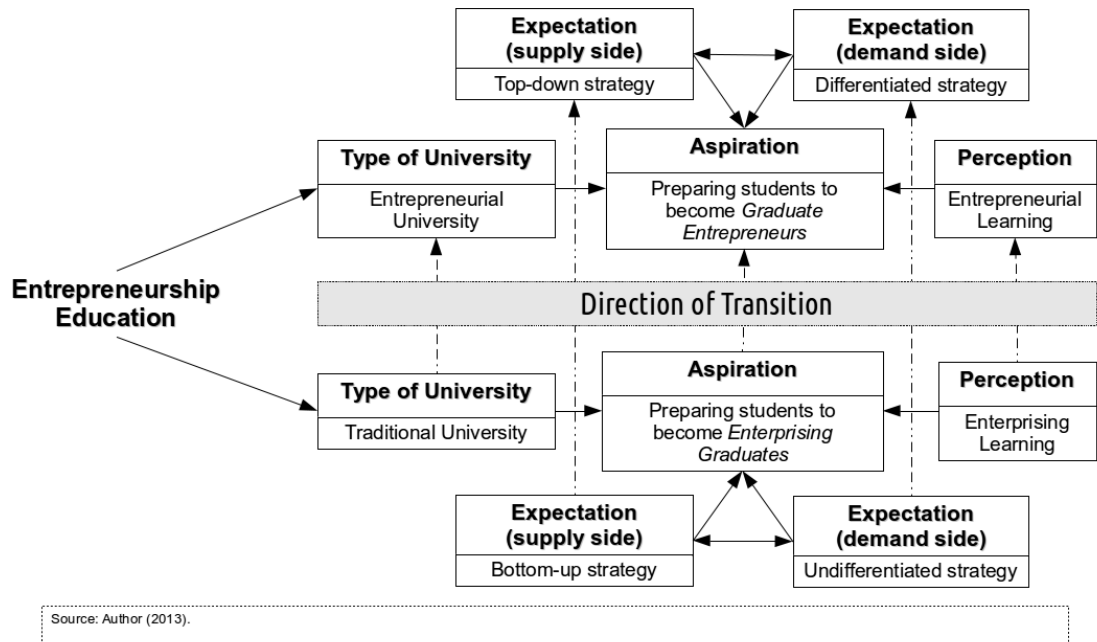 Expectation
(supply side)
Top-down strategy
Expectation
(demand side)
Differentiated strategy
Type of University
Entrepreneurial
University
Aspiration
Preparing students to
become Graduate
Entrepreneurs
Perception
Entrepreneurial
Learning
Entrepreneurship
Education
Direction of Transition
Type of University
Traditional University
Aspiration
Preparing students to
become Enterprising
Graduates
Perception
Enterprising
Learning
Expectation
(supply side)
Bottom-up strategy
Expectation
(demand side)
Undifferentiated strategy
Source: Author (2013).